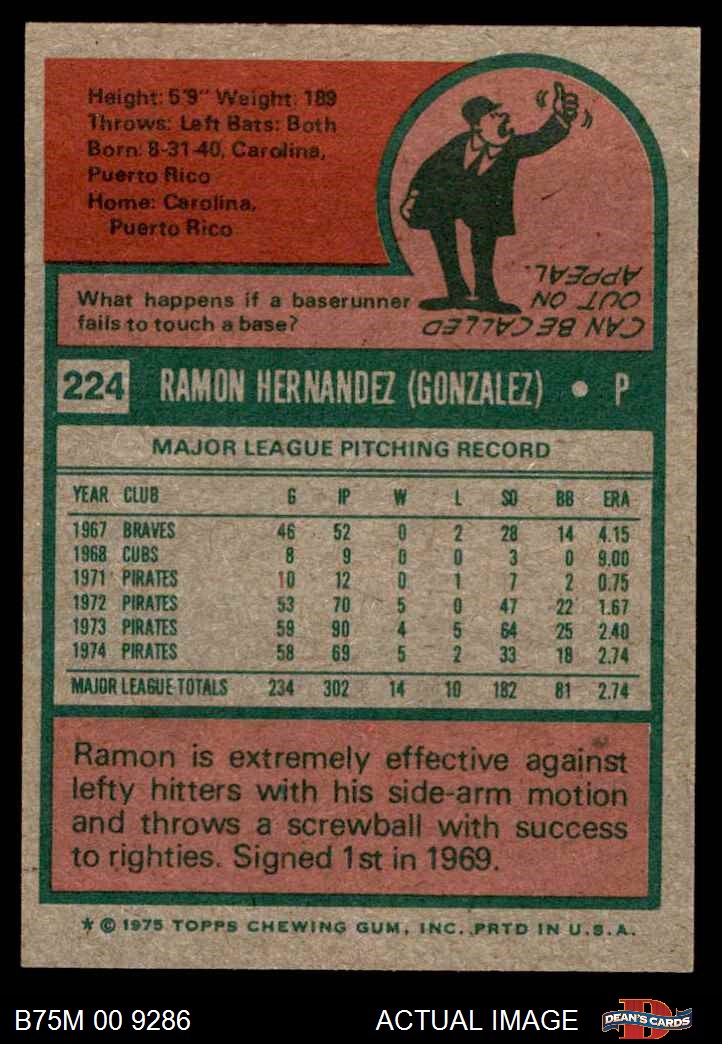 Height: 5'9" Weight: 189
Throws: Left Bats: Both
Born: 8-31-40, Carolina,
Puerto Rico
Home: Carolina,
Puerto Rico
What happens if a baserunner
fails to touch a base?
CAN BE CALLED
OUT ON
APPEAL.
224 RAMON HERNANDEZ (GONZALEZ) • P
MAJOR LEAGUE PITCHING RECORD
YEAR CLUB G IP W L SO BB ERA
1967 BRAVES 46 52 0 2 28 14 4.15
1968 CUBS 8 9 0 0 3 0 9.00
1971 PIRATES 10 12 0 1 7 2 0.75
1972 PIRATES 53 70 5 0 47 22 1.67
1973 PIRATES 59 90 4 5 64 25 2.40
1974 PIRATES 58 69 5 2 33 18 2.74
MAJOR LEAGUE TOTALS 234 302 14 10 182 81 2.74
Ramon is extremely effective against
lefty hitters with his side-arm motion
and throws a screwball with success
to righties. Signed 1st in 1969.
* © 1975 TOPPS CHEWING GUM, INC. PRTD IN U.S.A.
B75M 00 9286 ACTUAL IMAGE D DEAN'S CARDS